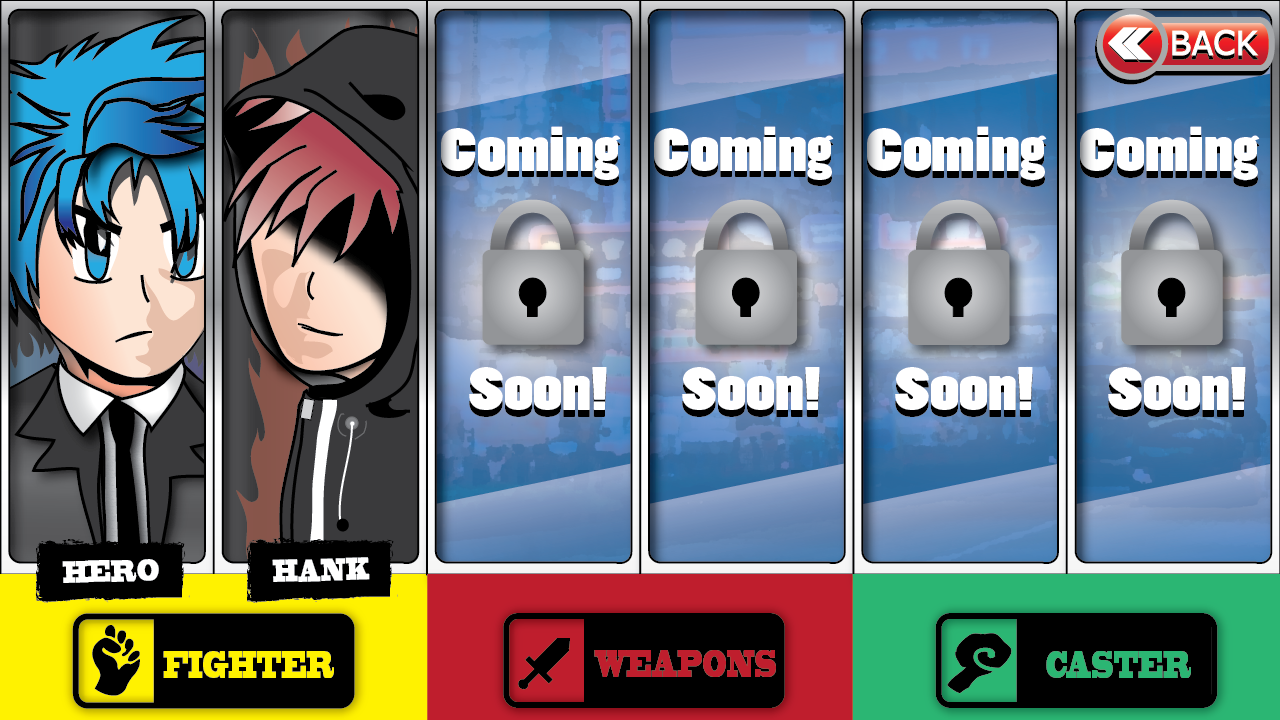 BACK
Coming
Soon!
Coming
Soon!
Coming
Soon!
Coming
Soon!
HERO
HANK
FIGHTER
WEAPONS
CASTER